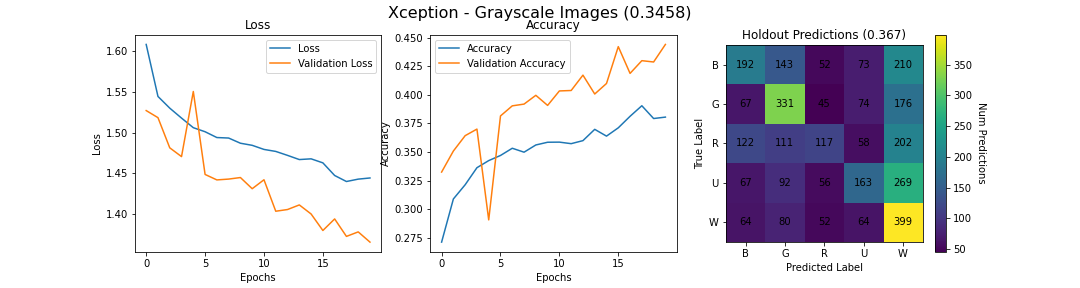 Xception - Grayscale Images (0.3458)
Loss
Loss
Validation Loss
1.60
1.55
1.50
1.45
1.40
Loss
0
5
10
15
Epochs
Accuracy
Accuracy
Validation Accuracy
0.450
0.425
0.400
0.375
0.350
0.325
0.300
0.275
Accuracy
0
5
10
15
Epochs
Holdout Predictions (0.367)
True Label
B 192 143 52 73 210
G 67 331 45 74 176
R 122 111 117 58 202
U 67 92 56 163 269
W 64 80 52 64 399
B G R U W
Predicted Label
350
300
250
200
150
100
50
Num Predictions